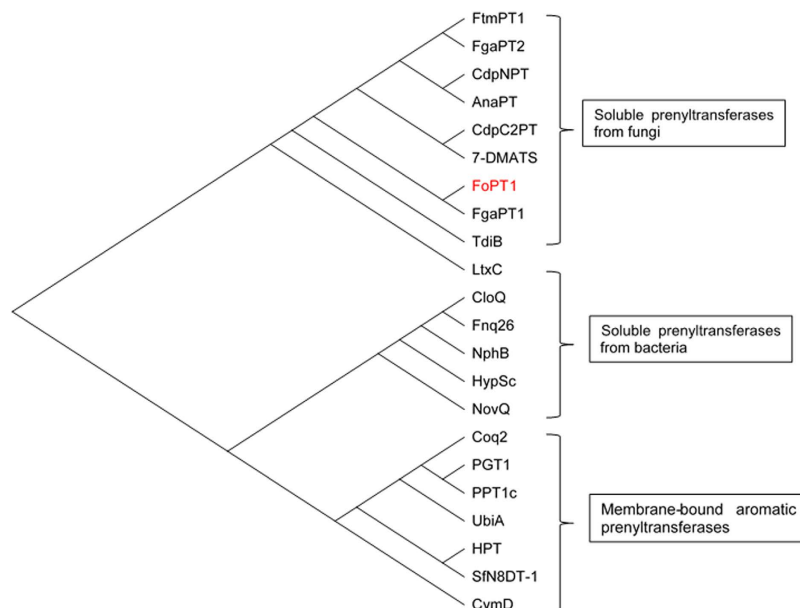 FtmPT1
FgaPT2
CdpNPT
AnaPT
CdpC2PT
7-DMATS
FoPT1
FgaPT1
TdiB
LtxC
CloQ
Fnq26
NphB
HypSc
NovQ
Coq2
PGT1
PPT1c
UbiA
HPT
SfN8DT-1
CymD
Soluble prenyltransferases
from fungi
Soluble prenyltransferases
from bacteria
Membrane-bound aromatic
prenyltransferases